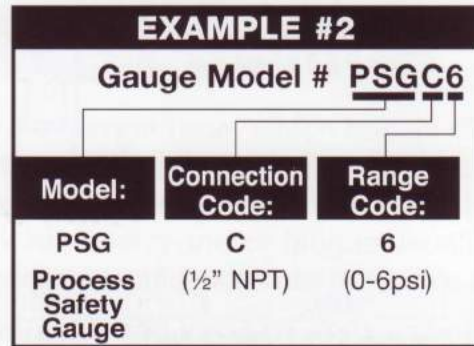 EXAMPLE #2
Gauge Model # PSGC6
Model: Connection Code: Range Code:
PSG C 6
Process Safety Gauge (½" NPT) (0-6psi)